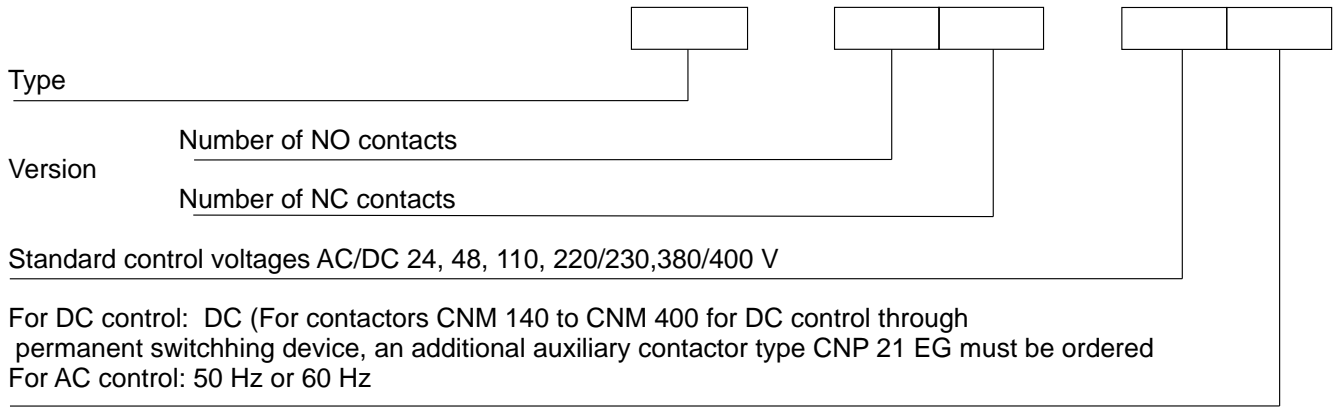 Type
Number of NO contacts
Version
Number of NC contacts
Standard control voltages AC/DC 24, 48, 110, 220/230,380/400 V
For DC control:  DC (For contactors CNM 140 to CNM 400 for DC control through
permanent switchhing device, an additional auxiliary contactor type CNP 21 EG must be ordered
For AC control: 50 Hz or 60 Hz